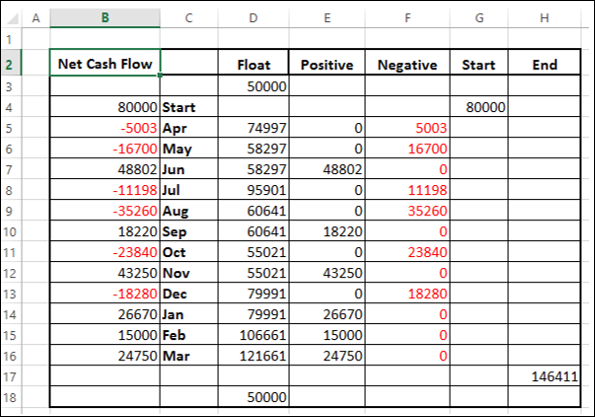 A B C D E F G H
1
2 Net Cash Flow Float Positive Negative Start End
3 50000
4 80000 Start 80000
5 -5003 Apr 74997 0 5003
6 -16700 May 58297 0 16700
7 48802 Jun 58297 48802 0
8 -11198 Jul 95901 0 11198
9 -35260 Aug 60641 0 35260
10 18220 Sep 60641 18220 0
11 -23840 Oct 55021 0 23840
12 43250 Nov 55021 43250 0
13 -18280 Dec 79991 0 18280
14 26670 Jan 79991 26670 0
15 15000 Feb 106661 15000 0
16 24750 Mar 121661 24750 0
17 146411
18 50000